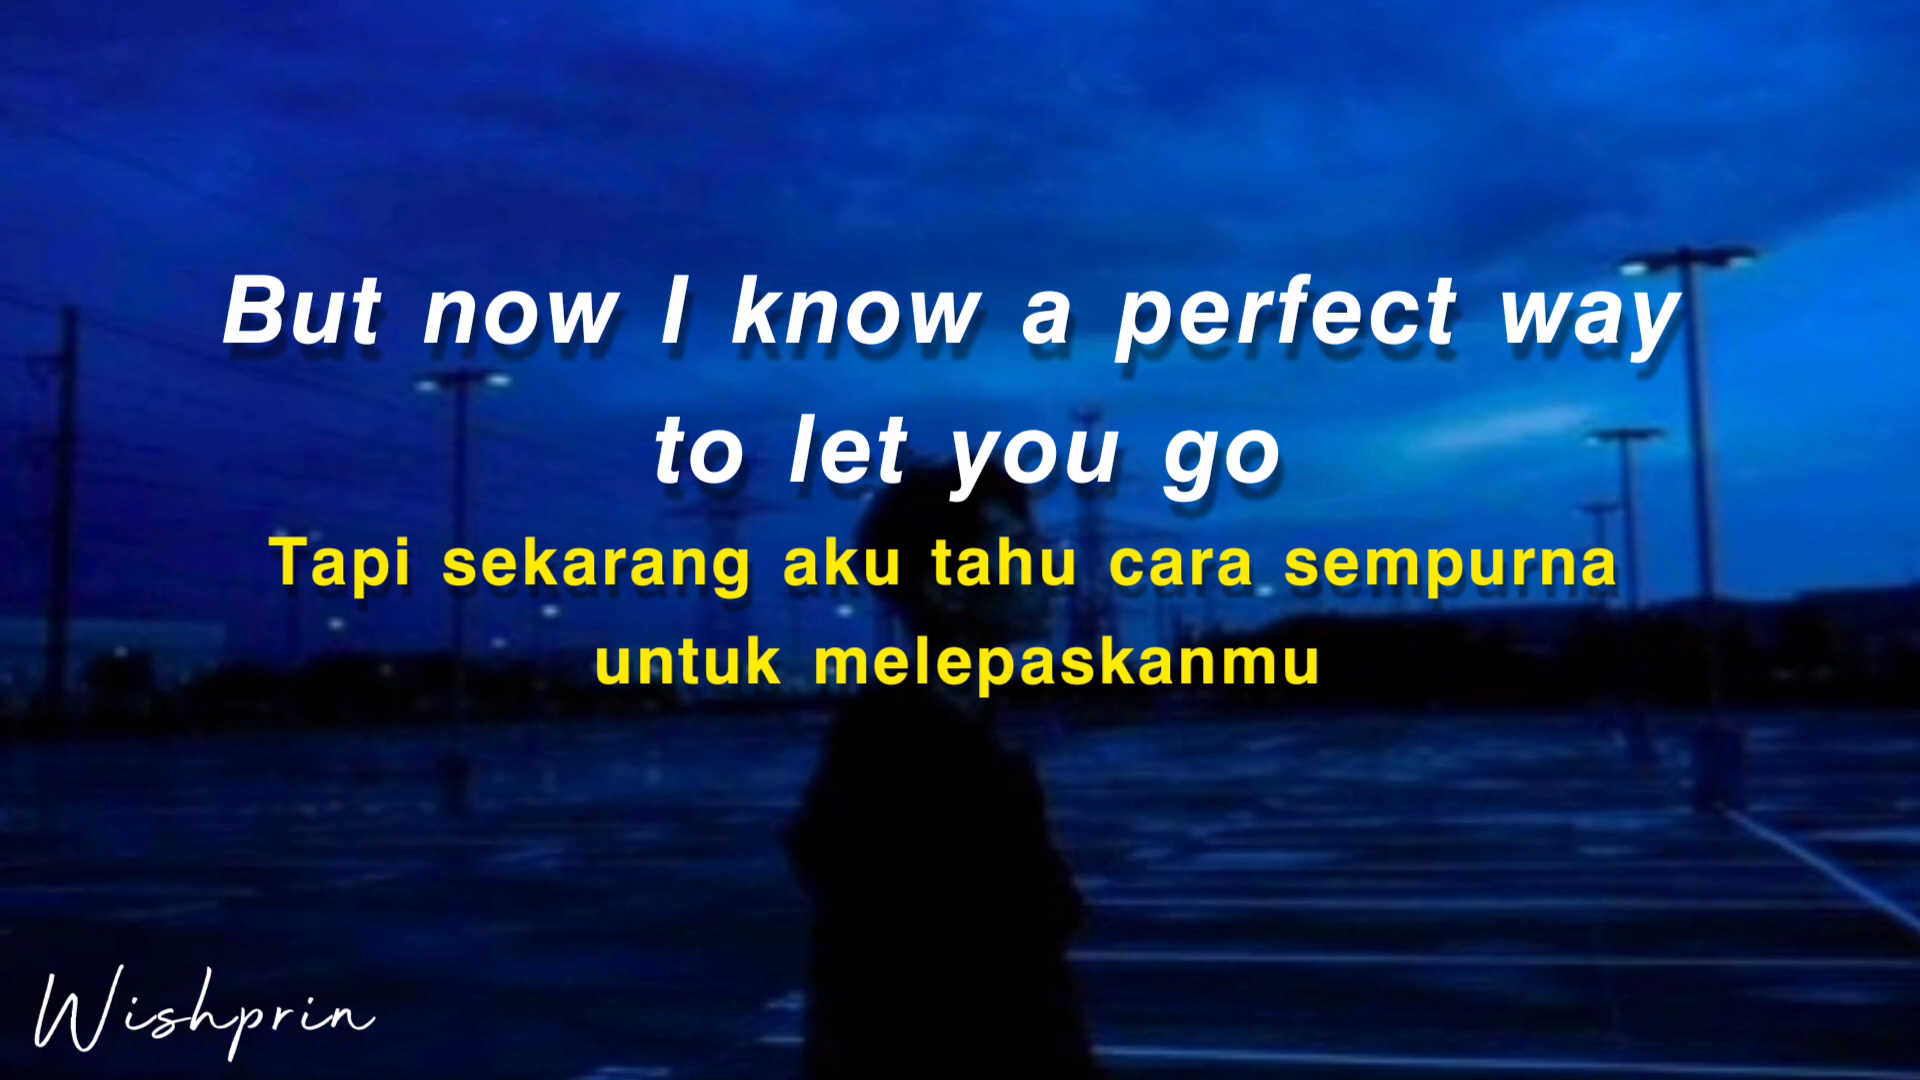 But now I know a perfect way
to let you go
Tapi sekarang aku tahu cara sempurna
untuk melepaskanmu
Wishprin